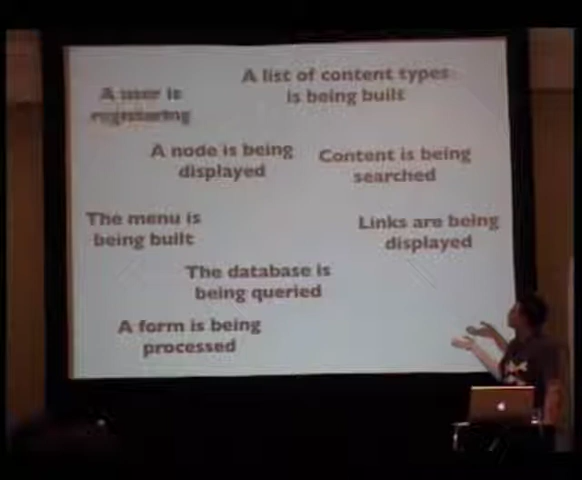 A list of content types
is being built
A user is
registering
A node is being
displayed
Content is being
searched
The menu is
being built
Links are being
displayed
The database is
being queried
A form is being
processed